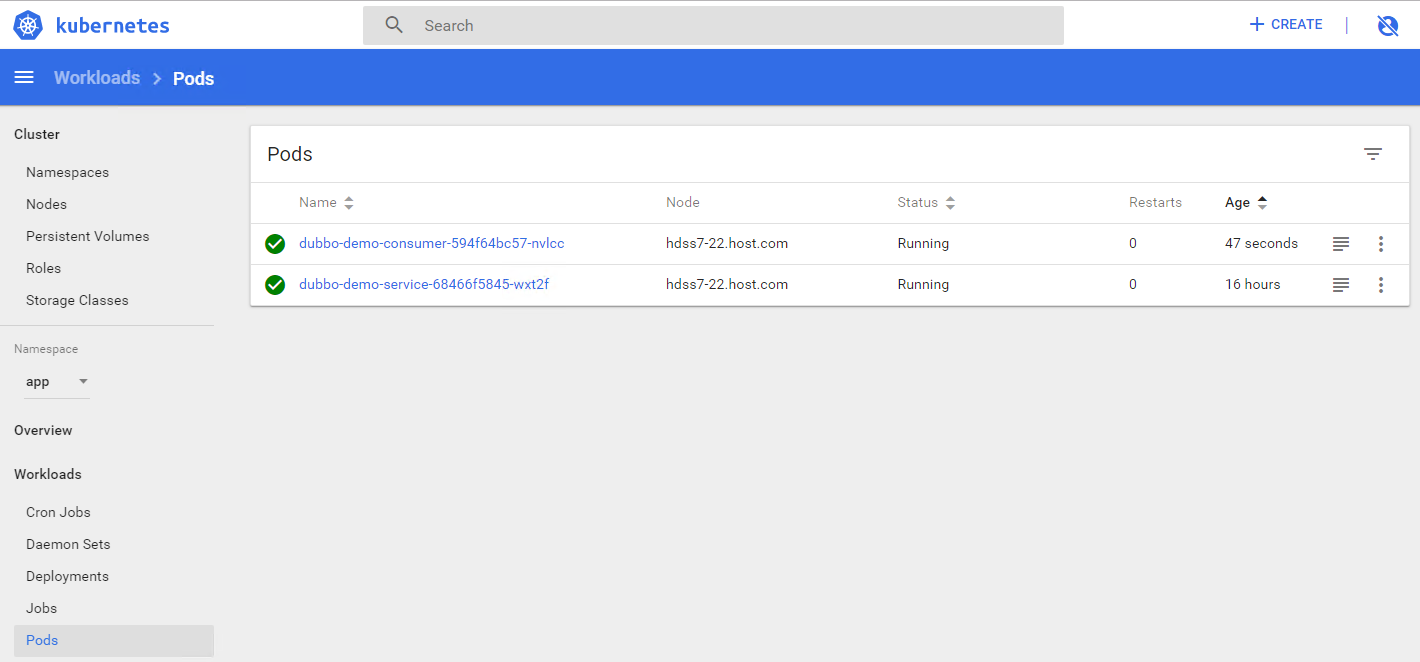 kubernetes
Search
CREATE
Workloads Pods
Cluster
Namespaces
Nodes
Persistent Volumes
Roles
Storage Classes
Namespace
app
Overview
Workloads
Cron Jobs
Daemon Sets
Deployments
Jobs
Pods
Pods
Name Node Status Restarts Age
dubbo-demo-consumer-594f64bc57-nvlcc hdss7-22.host.com Running 0 47 seconds
dubbo-demo-service-68466f5845-wxt2f hdss7-22.host.com Running 0 16 hours